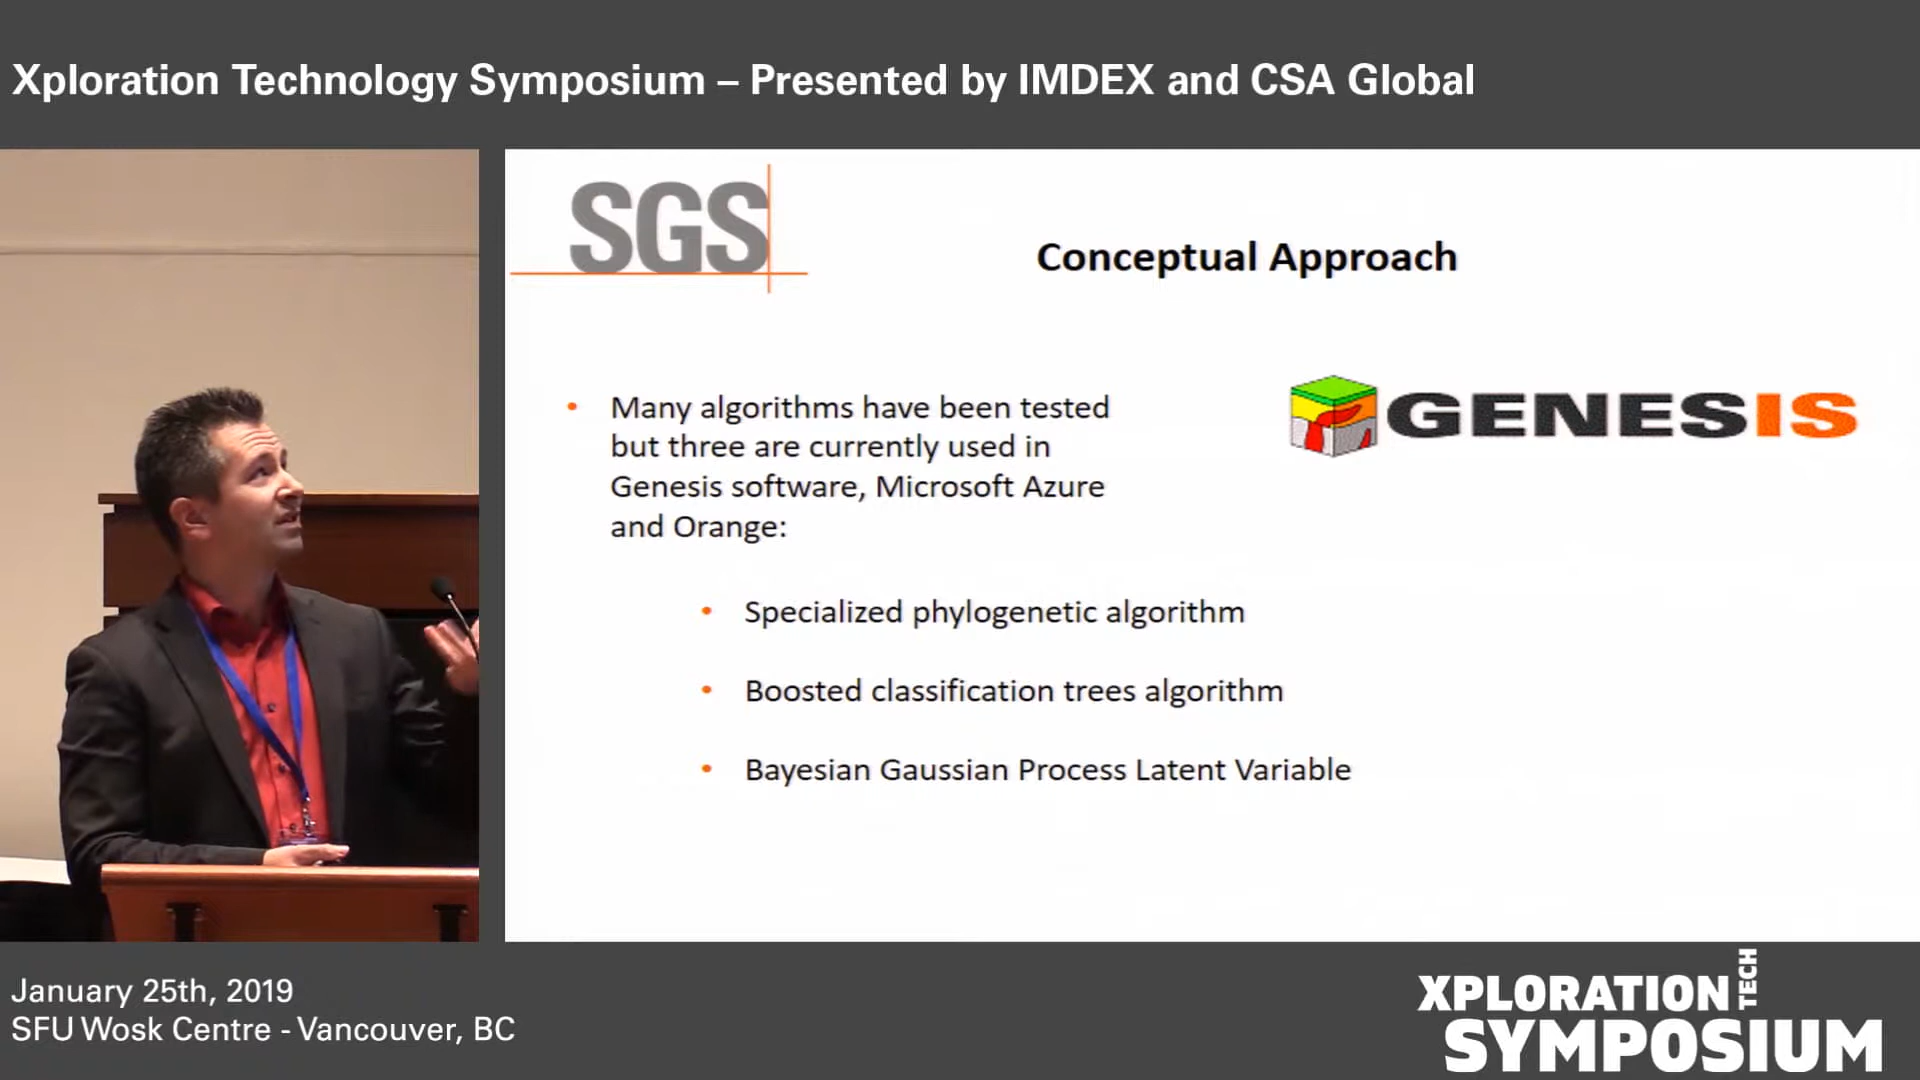 Xploration Technology Symposium – Presented by IMDEX and CSA Global
SGS
Conceptual Approach
GENESIS
• Many algorithms have been tested
but three are currently used in
Genesis software, Microsoft Azure
and Orange:
• Specialized phylogenetic algorithm
• Boosted classification trees algorithm
• Bayesian Gaussian Process Latent Variable
January 25th, 2019
SFU Wosk Centre - Vancouver, BC
XPLORATION TECH
SYMPOSIUM